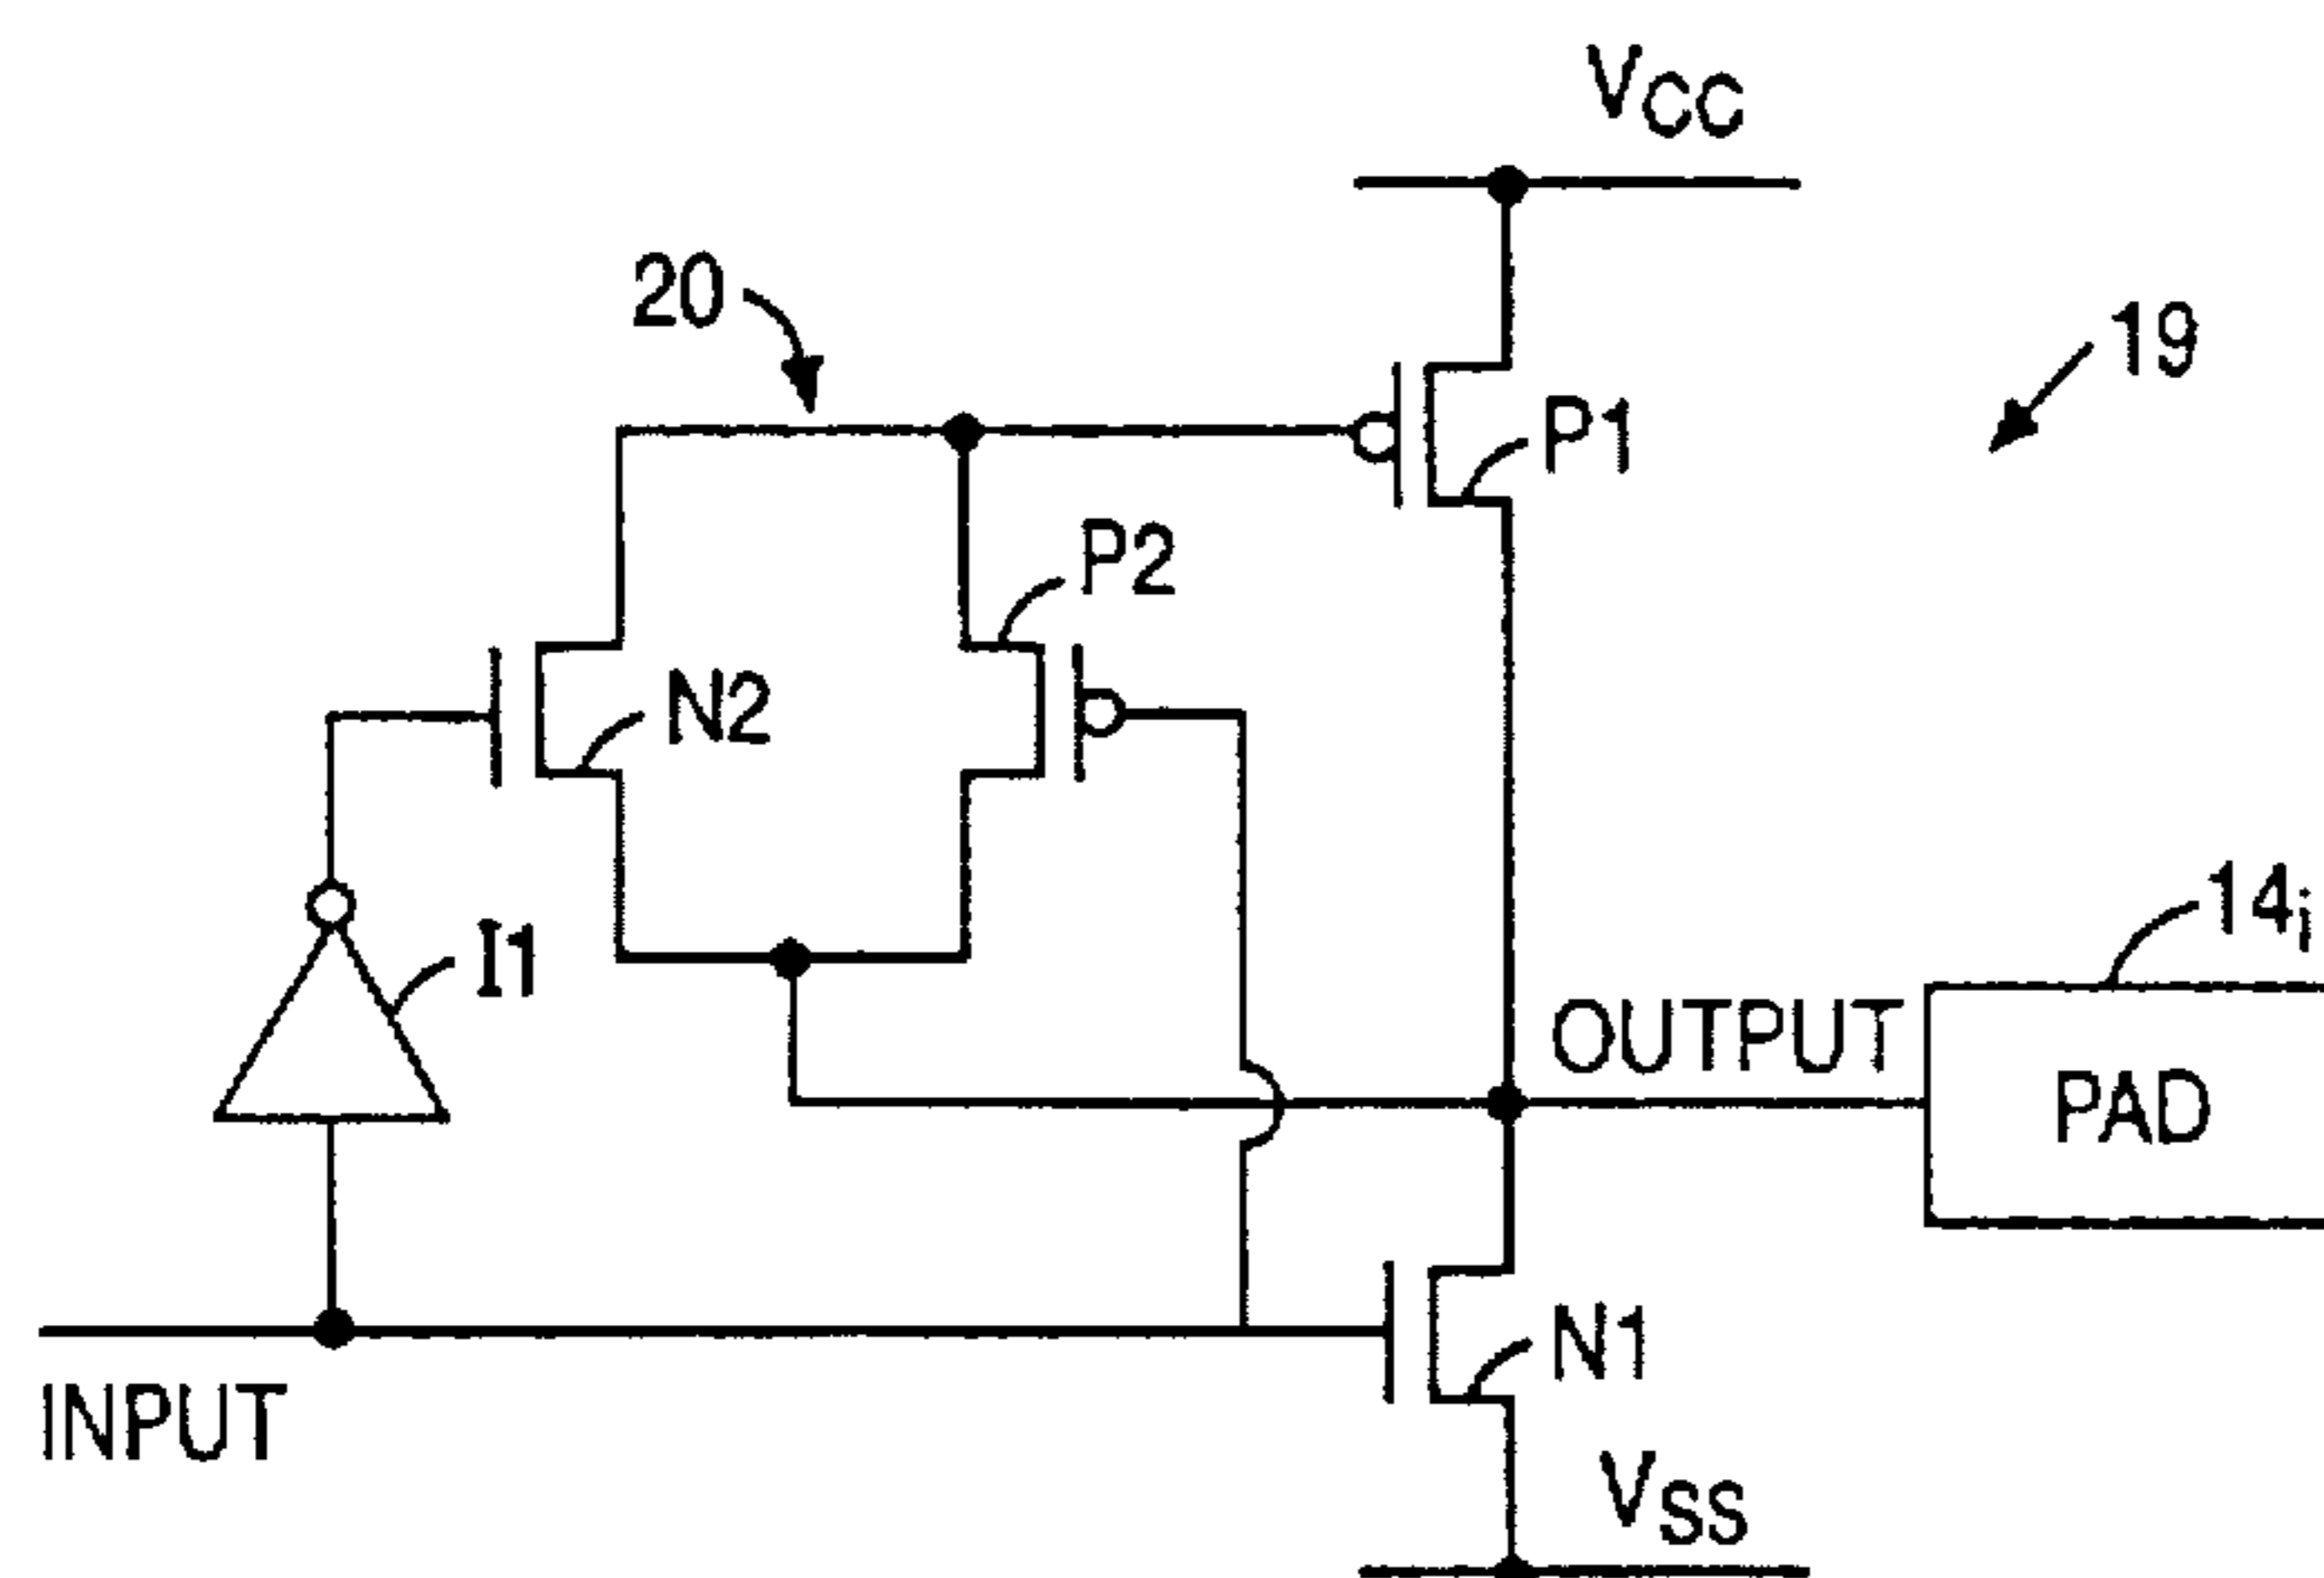 VCC
20
19
P1
P2
N2
14i
I1
OUTPUT
PAD
N1
INPUT
VSS